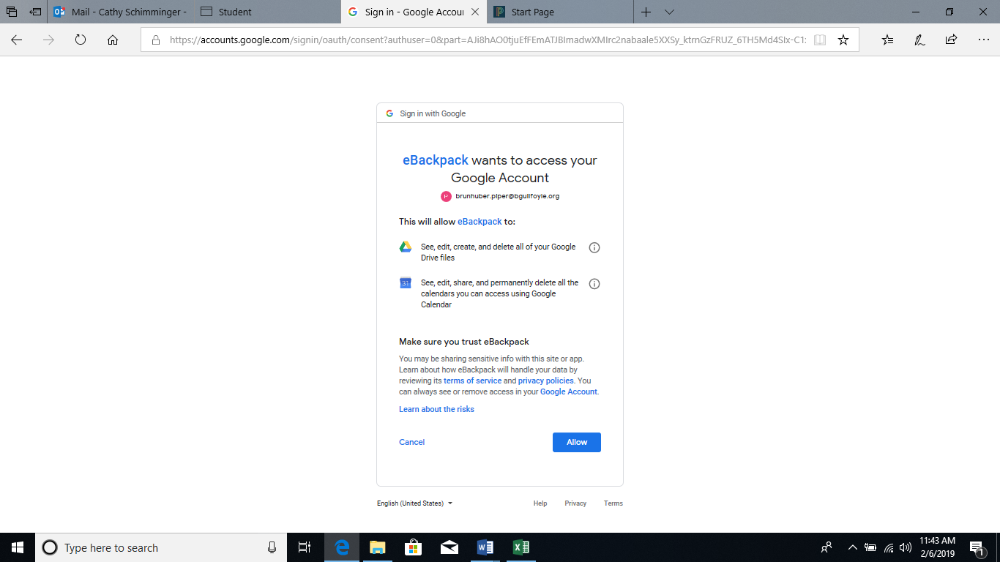 Mail - Cathy Schimminger -
Student
Sign in - Google Accou
Start Page
https://accounts.google.com/signin/oauth/consent?authuser=0&part=AJi8hAO0tjuEfFEmATJBImadwXMIrc2nabaale5XXSy_ktrnGzFRUZ_6TH5Md4SIx-C1:
Sign in with Google
eBackpack wants to access your
Google Account
P
brunhuber.piper@bguilfoyle.org
This will allow eBackpack to:
See, edit, create, and delete all of your Google
Drive files
31
See, edit, share, and permanently delete all the
calendars you can access using Google
Calendar
Make sure you trust eBackpack
You may be sharing sensitive info with this site or app.
Learn about how eBackpack will handle your data by
reviewing its terms of service and privacy policies. You
can always see or remove access in your Google Account.
Learn about the risks
Cancel
Allow
English (United States)
Help
Privacy
Terms
Type here to search
11:43 AM
2/6/2019
1